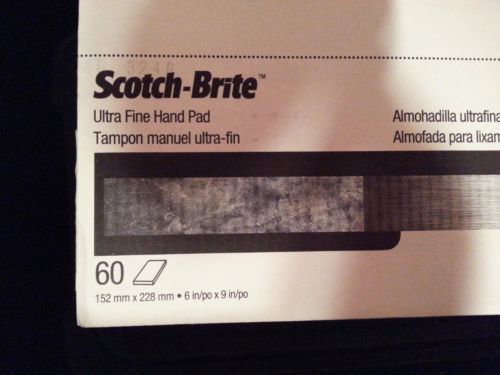 Scotch-Brite™
Ultra Fine Hand Pad
Tampon manuel ultra-fin
Almohadilla ultrafina
Almofada para lixam
60
152 mm x 228 mm • 6 in/po x 9 in/po